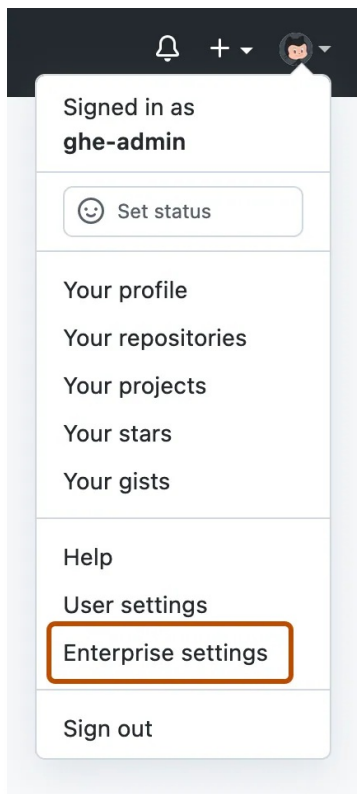 Signed in as
ghe-admin
Set status
Your profile
Your repositories
Your projects
Your stars
Your gists
Help
User settings
Enterprise settings
Sign out